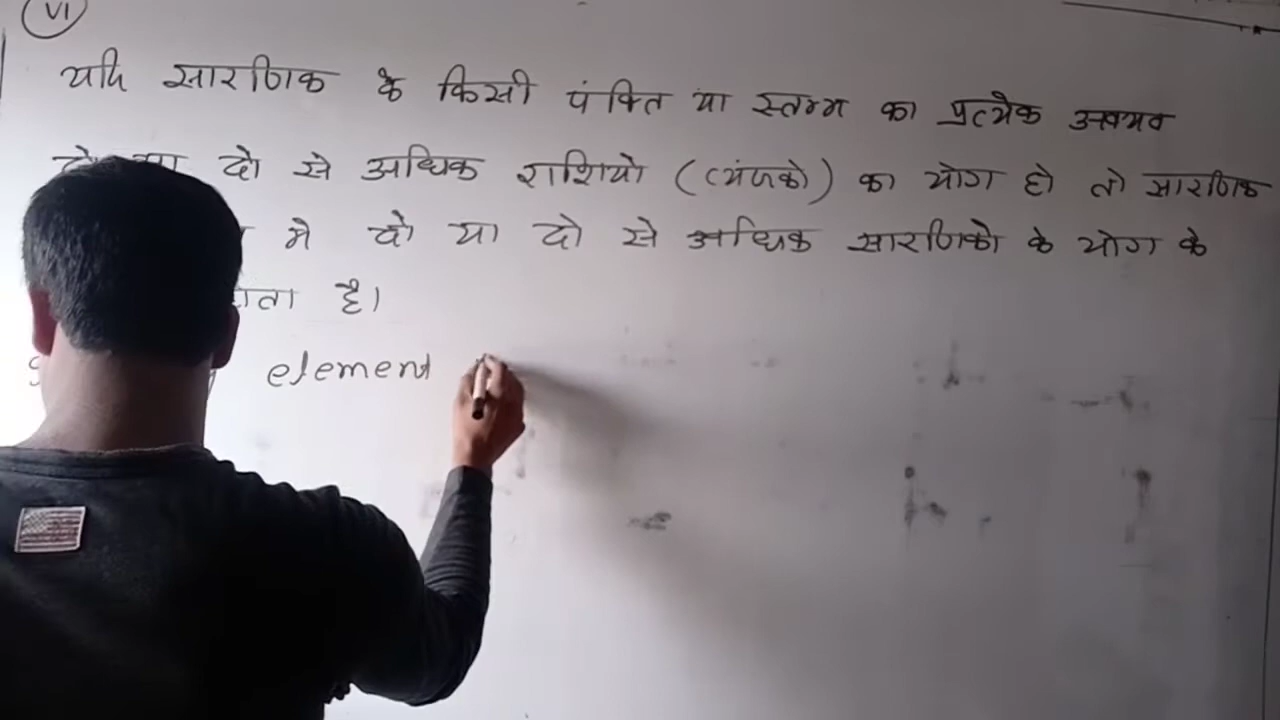 VI
यदि सारणिक के किसी पंक्ति या स्तम्भ का प्रत्येक अवयव
दो या दो से अधिक राशियो (व्यंजको) का योग हो तो सारणिक
मे दो या दो से अधिक सारणिको के योग के
है।
element